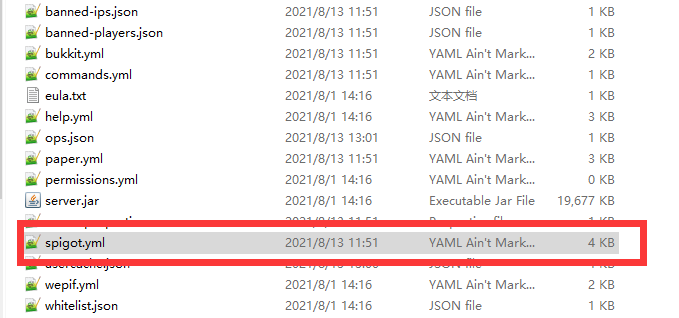 banned-ips.json 2021/8/13 11:51 JSON file 1 KB
banned-players.json 2021/8/13 11:51 JSON file 1 KB
bukkit.yml 2021/8/13 11:51 YAML Ain't Mark... 2 KB
commands.yml 2021/8/13 11:51 YAML Ain't Mark... 1 KB
eula.txt 2021/8/1 14:16 文本文档 1 KB
help.yml 2021/8/1 14:16 YAML Ain't Mark... 3 KB
ops.json 2021/8/13 13:01 JSON file 1 KB
paper.yml 2021/8/13 11:51 YAML Ain't Mark... 3 KB
permissions.yml 2021/8/1 14:16 YAML Ain't Mark... 0 KB
server.jar 2021/8/1 14:16 Executable Jar File 19,677 KB
spigot.yml 2021/8/13 11:51 YAML Ain't Mark... 4 KB
wepif.yml 2021/8/1 14:16 YAML Ain't Mark... 2 KB
whitelist.json 2021/8/1 14:16 JSON file 1 KB